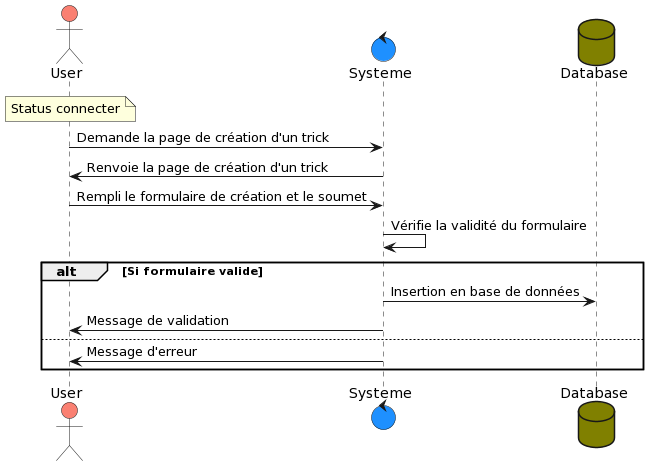 User
Systeme
Database
Status connecter
Demande la page de création d'un trick
Renvoie la page de création d'un trick
Rempli le formulaire de création et le soumet
Vérifie la validité du formulaire
alt [Si formulaire valide]
Insertion en base de données
Message de validation
Message d'erreur
User
Systeme
Database